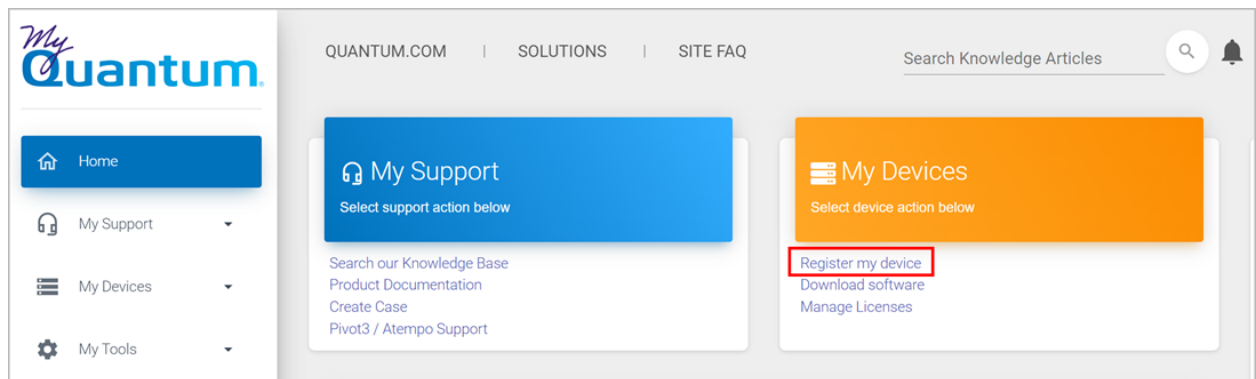 My
Quantum.
QUANTUM.COM | SOLUTIONS | SITE FAQ
Search Knowledge Articles
Home
My Support
My Devices
My Tools
My Support
Select support action below
Search our Knowledge Base
Product Documentation
Create Case
Pivot3 / Atempo Support
My Devices
Select device action below
Register my device
Download software
Manage Licenses